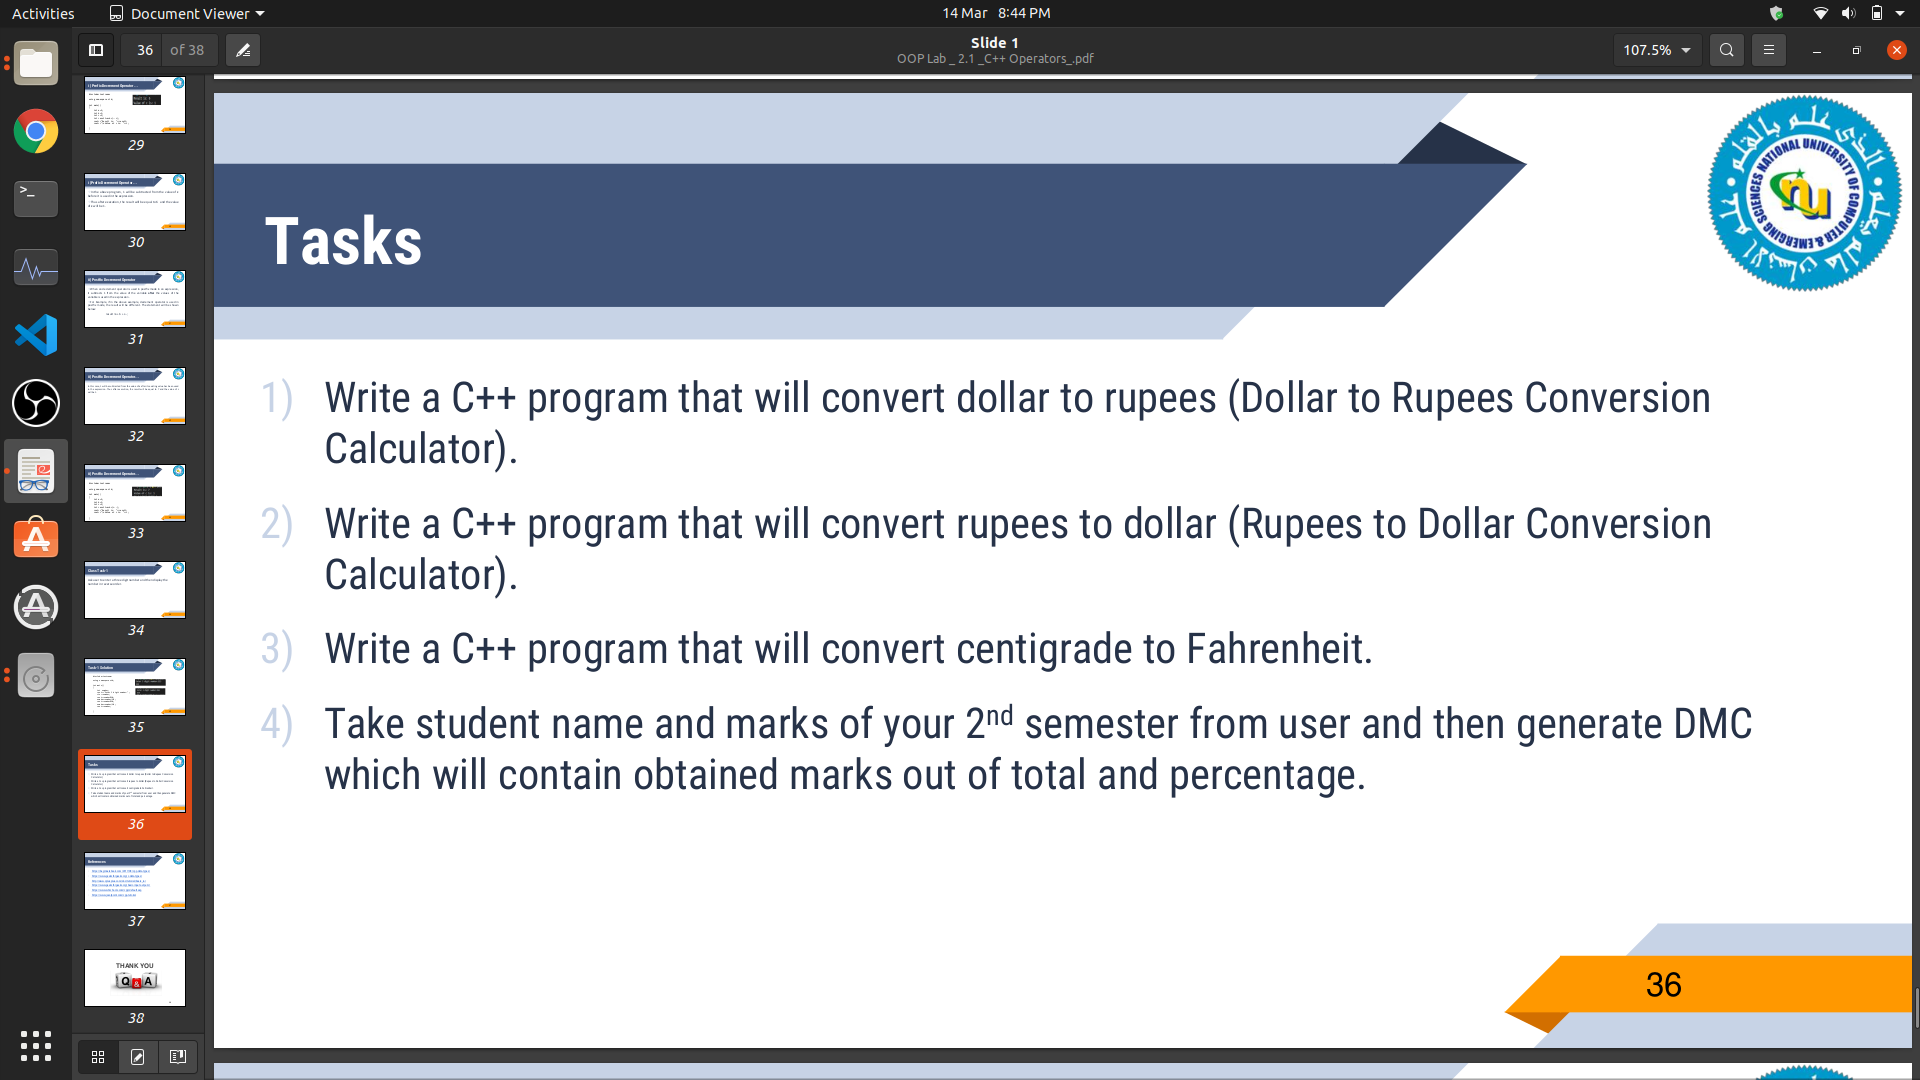 Activities
Document Viewer
14 Mar 8:44 PM
36 of 38
Slide 1
OOP Lab _ 2.1 _C++ Operators_.pdf
107.5%
29
30
31
32
33
34
35
36
37
THANK YOU
Q & A
38
Tasks
NATIONAL UNIVERSITY OF COMPUTER & EMERGING SCIENCES
nu
1) Write a C++ program that will convert dollar to rupees (Dollar to Rupees Conversion
Calculator).
2) Write a C++ program that will convert rupees to dollar (Rupees to Dollar Conversion
Calculator).
3) Write a C++ program that will convert centigrade to Fahrenheit.
4) Take student name and marks of your 2nd semester from user and then generate DMC
which will contain obtained marks out of total and percentage.
36